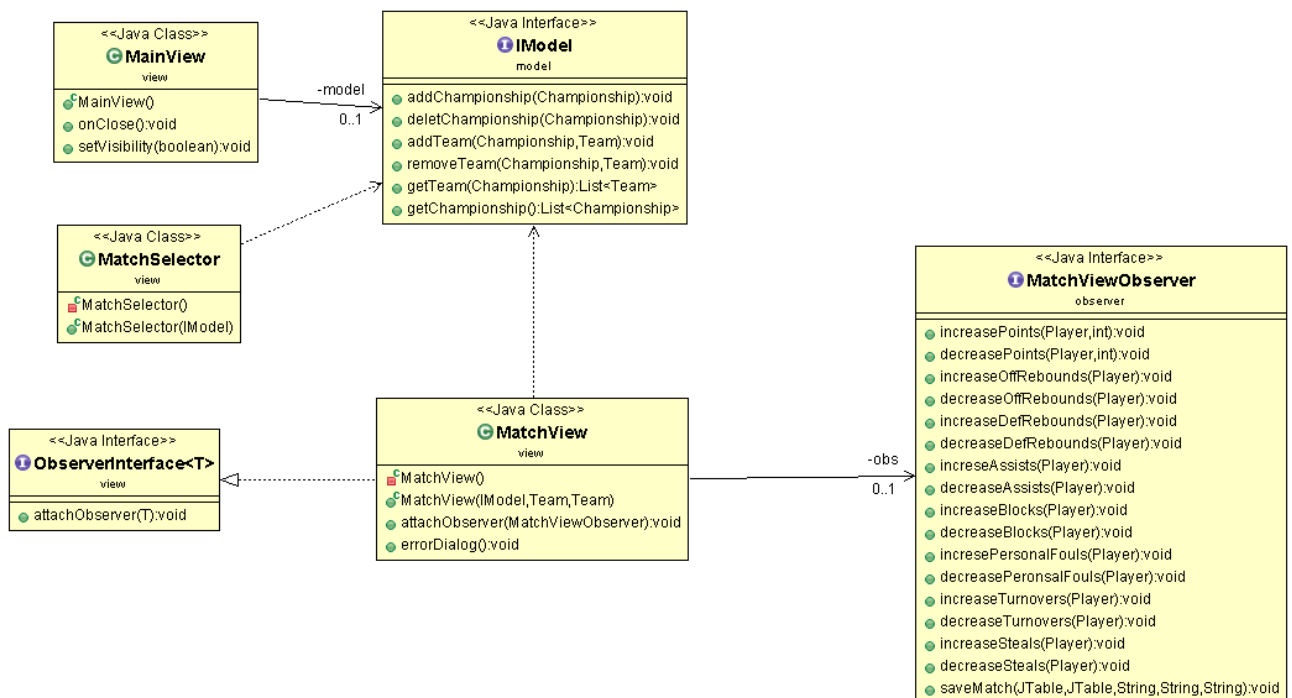 <<Java Class>>
MainView
view
MainView()
onClose():void
setVisibility(boolean):void
-model
0..1
<<Java Interface>>
IModel
model
addChampionship(Championship):void
deletChampionship(Championship):void
addTeam(Championship,Team):void
removeTeam(Championship,Team):void
getTeam(Championship):List<Team>
getChampionship():List<Championship>
<<Java Class>>
MatchSelector
view
MatchSelector()
MatchSelector(IModel)
<<Java Interface>>
ObserverInterface<T>
view
attachObserver(T):void
<<Java Class>>
MatchView
view
MatchView()
MatchView(IModel,Team,Team)
attachObserver(MatchViewObserver):void
errorDialog():void
-obs
0..1
<<Java Interface>>
MatchViewObserver
observer
increasePoints(Player,int):void
decreasePoints(Player,int):void
increaseOffRebounds(Player):void
decreaseOffRebounds(Player):void
increaseDefRebounds(Player):void
decreaseDefRebounds(Player):void
increseAssists(Player):void
decreaseAssists(Player):void
increaseBlocks(Player):void
decreaseBlocks(Player):void
incresePersonalFouls(Player):void
decreasePeronsalFouls(Player):void
increaseTurnovers(Player):void
decreaseTurnovers(Player):void
increaseSteals(Player):void
decreaseSteals(Player):void
saveMatch(JTable,JTable,String,String,String):void